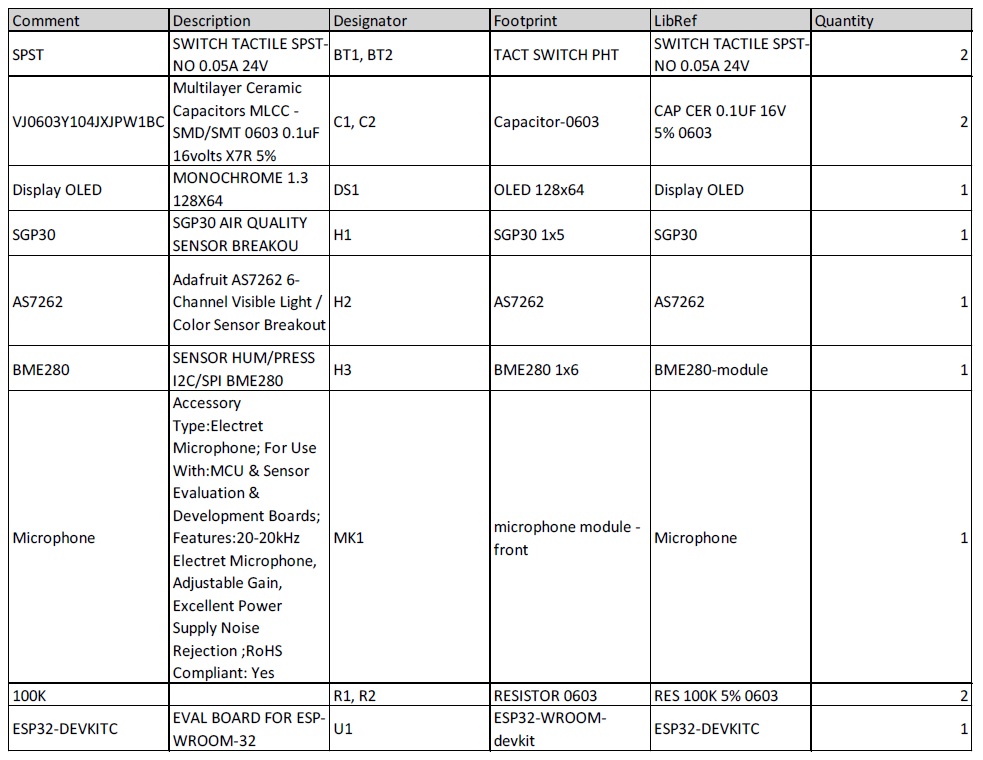 Comment Description Designator Footprint LibRef Quantity
SPST
SWITCH TACTILE SPST-
NO 0.05A 24V
BT1, BT2
TACT SWITCH PHT
SWITCH TACTILE SPST-
NO 0.05A 24V
2
VJ0603Y104JXJPW1BC
Multilayer Ceramic
Capacitors MLCC -
SMD/SMT 0603 0.1uF
16volts X7R 5%
C1, C2
Capacitor-0603
CAP CER 0.1UF 16V
5% 0603
2
Display OLED
MONOCHROME 1.3
128X64
DS1
OLED 128x64
Display OLED
1
SGP30
SGP30 AIR QUALITY
SENSOR BREAKOU
H1
SGP30 1x5
SGP30
1
AS7262
Adafruit AS7262 6-
Channel Visible Light /
Color Sensor Breakout
H2
AS7262
AS7262
1
BME280
SENSOR HUM/PRESS
I2C/SPI BME280
H3
BME280 1x6
BME280-module
1
Microphone
Accessory
Type:Electret
Microphone; For Use
With:MCU & Sensor
Evaluation &
Development Boards;
Features:20-20kHz
Electret Microphone,
Adjustable Gain,
Excellent Power
Supply Noise
Rejection ;RoHS
Compliant: Yes
MK1
microphone module -
front
Microphone
1
100K
R1, R2
RESISTOR 0603
RES 100K 5% 0603
2
ESP32-DEVKITC
EVAL BOARD FOR ESP-
WROOM-32
U1
ESP32-WROOM-
devkit
ESP32-DEVKITC
1